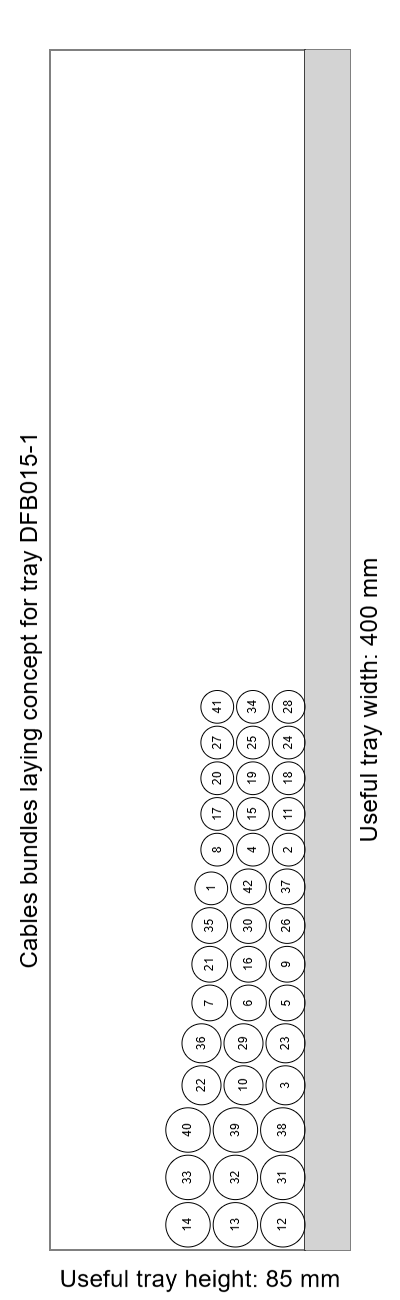 Cables bundles laying concept for tray DFB015-1
41 34 28
27 25 24
20 19 18
17 15 11
8 4 2
1 42 37
35 30 26
21 16 9
7 6 5
36 29 23
22 10 3
40 39 38
33 32 31
14 13 12
Useful tray width: 400 mm
Useful tray height: 85 mm